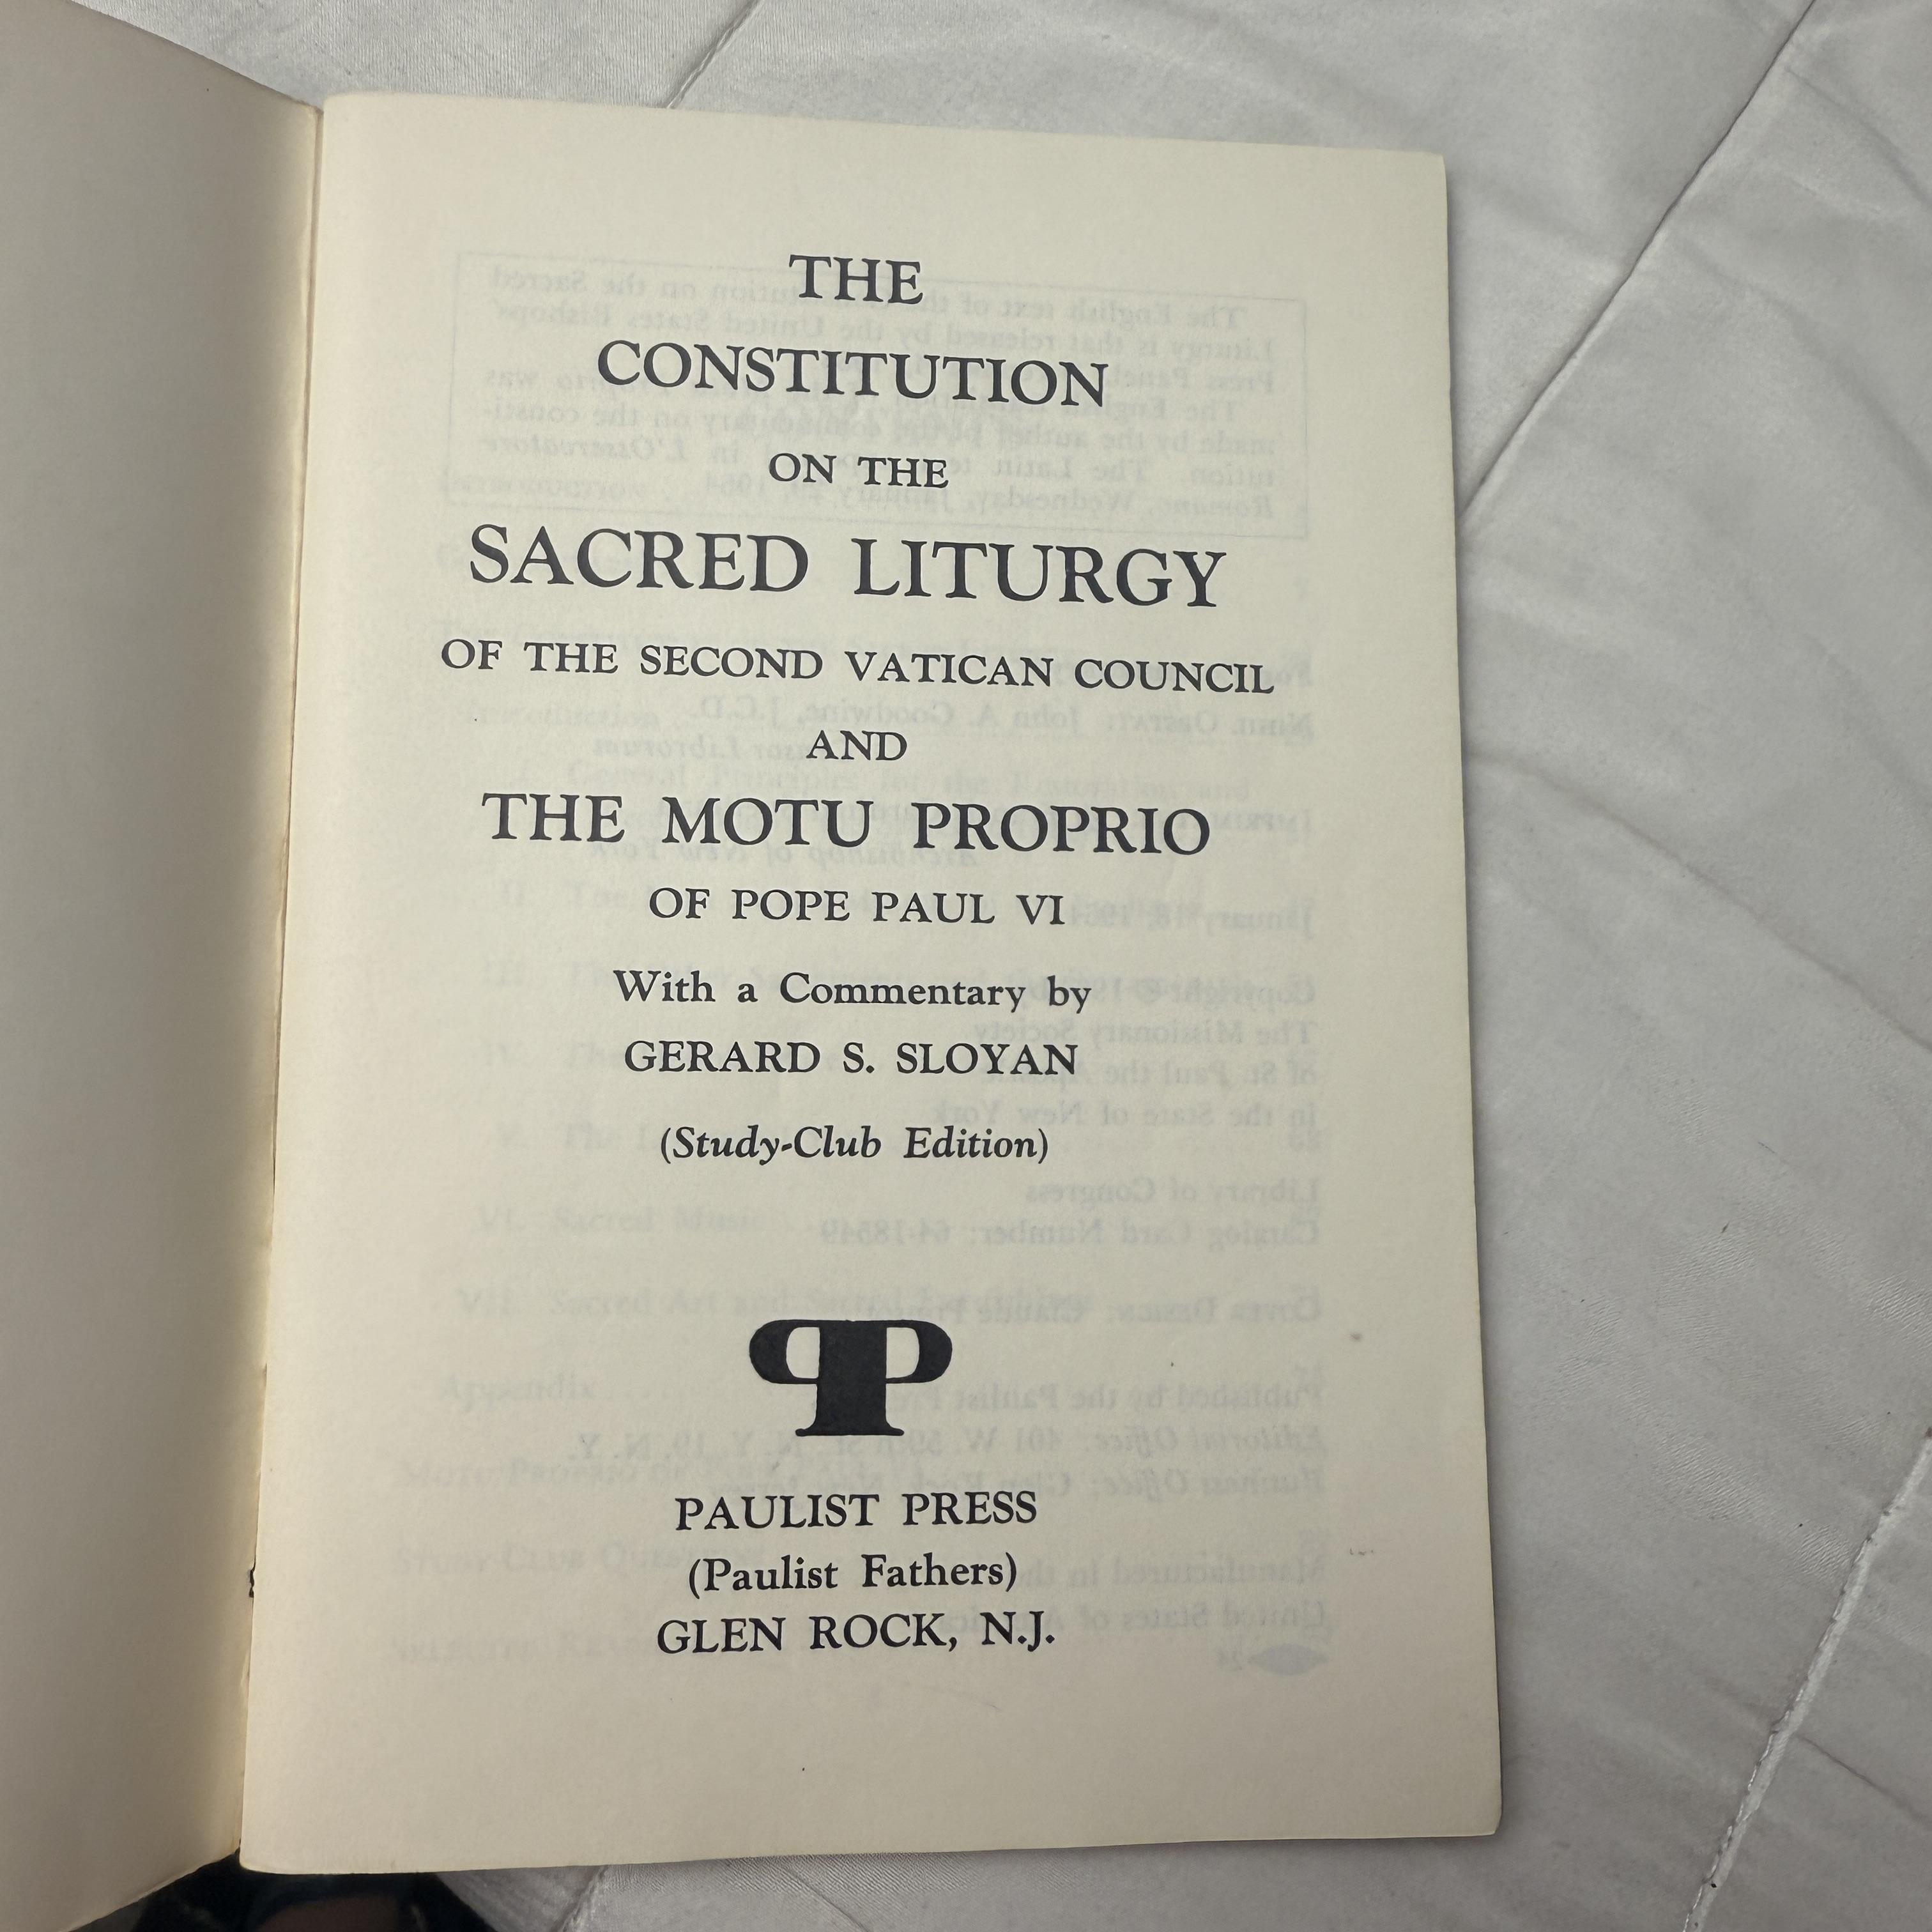 THE
CONSTITUTION
ON THE
SACRED LITURGY
OF THE SECOND VATICAN COUNCIL
AND
THE MOTU PROPRIO
OF POPE PAUL VI
With a Commentary by
GERARD S. SLOYAN
(Study-Club Edition)
PAULIST PRESS
(Paulist Fathers)
GLEN ROCK, N.J.